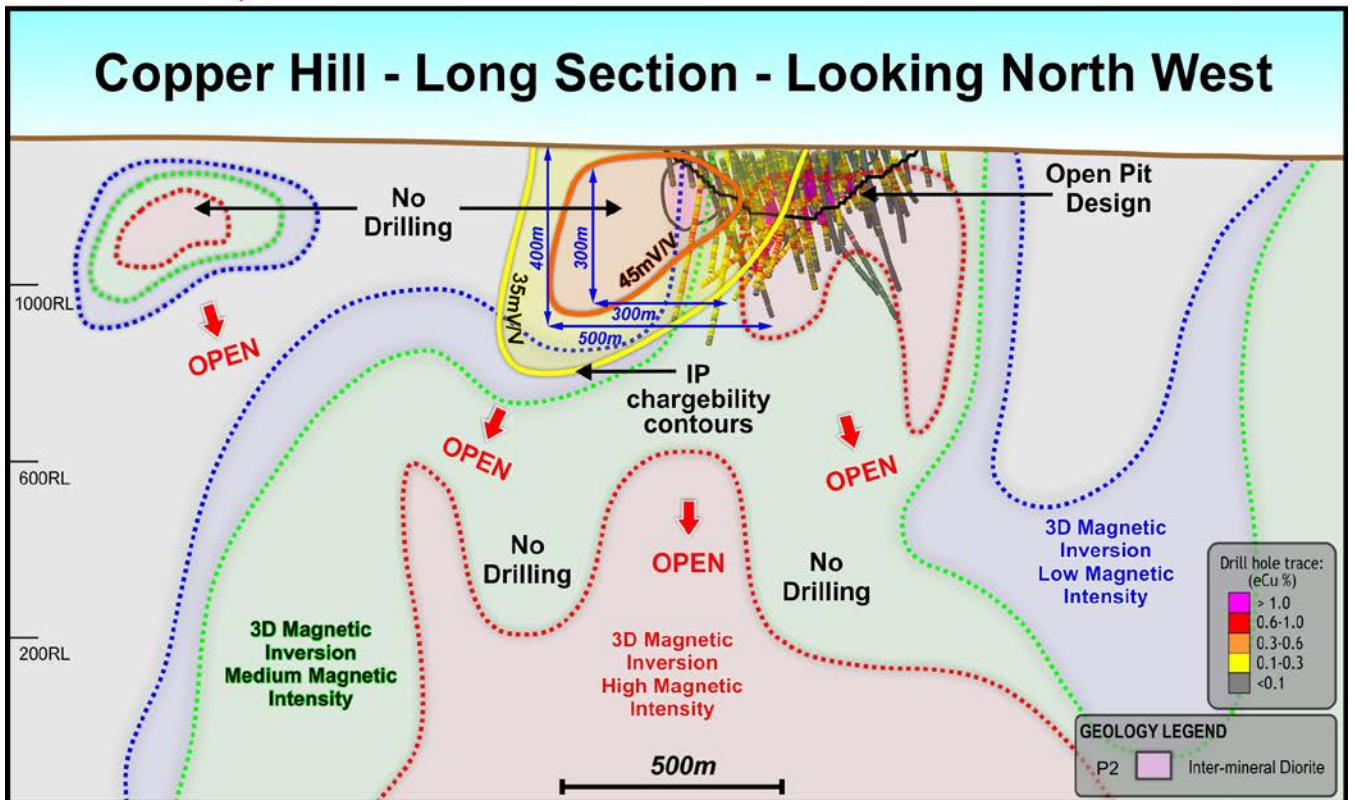 Copper Hill - Long Section - Looking North West
No
Drilling
Open Pit
Design
400m
300m
45mV/V
35mV/V
300m
500m
1000RL
OPEN
IP
chargebility
contours
OPEN
OPEN
600RL
No
Drilling
OPEN
No
Drilling
3D Magnetic
Inversion
Low Magnetic
Intensity
Drill hole trace:
(eCu %)
> 1.0
0.6-1.0
0.3-0.6
0.1-0.3
<0.1
200RL
3D Magnetic
Inversion
Medium Magnetic
Intensity
3D Magnetic
Inversion
High Magnetic
Intensity
500m
GEOLOGY LEGEND
P2 Inter-mineral Diorite